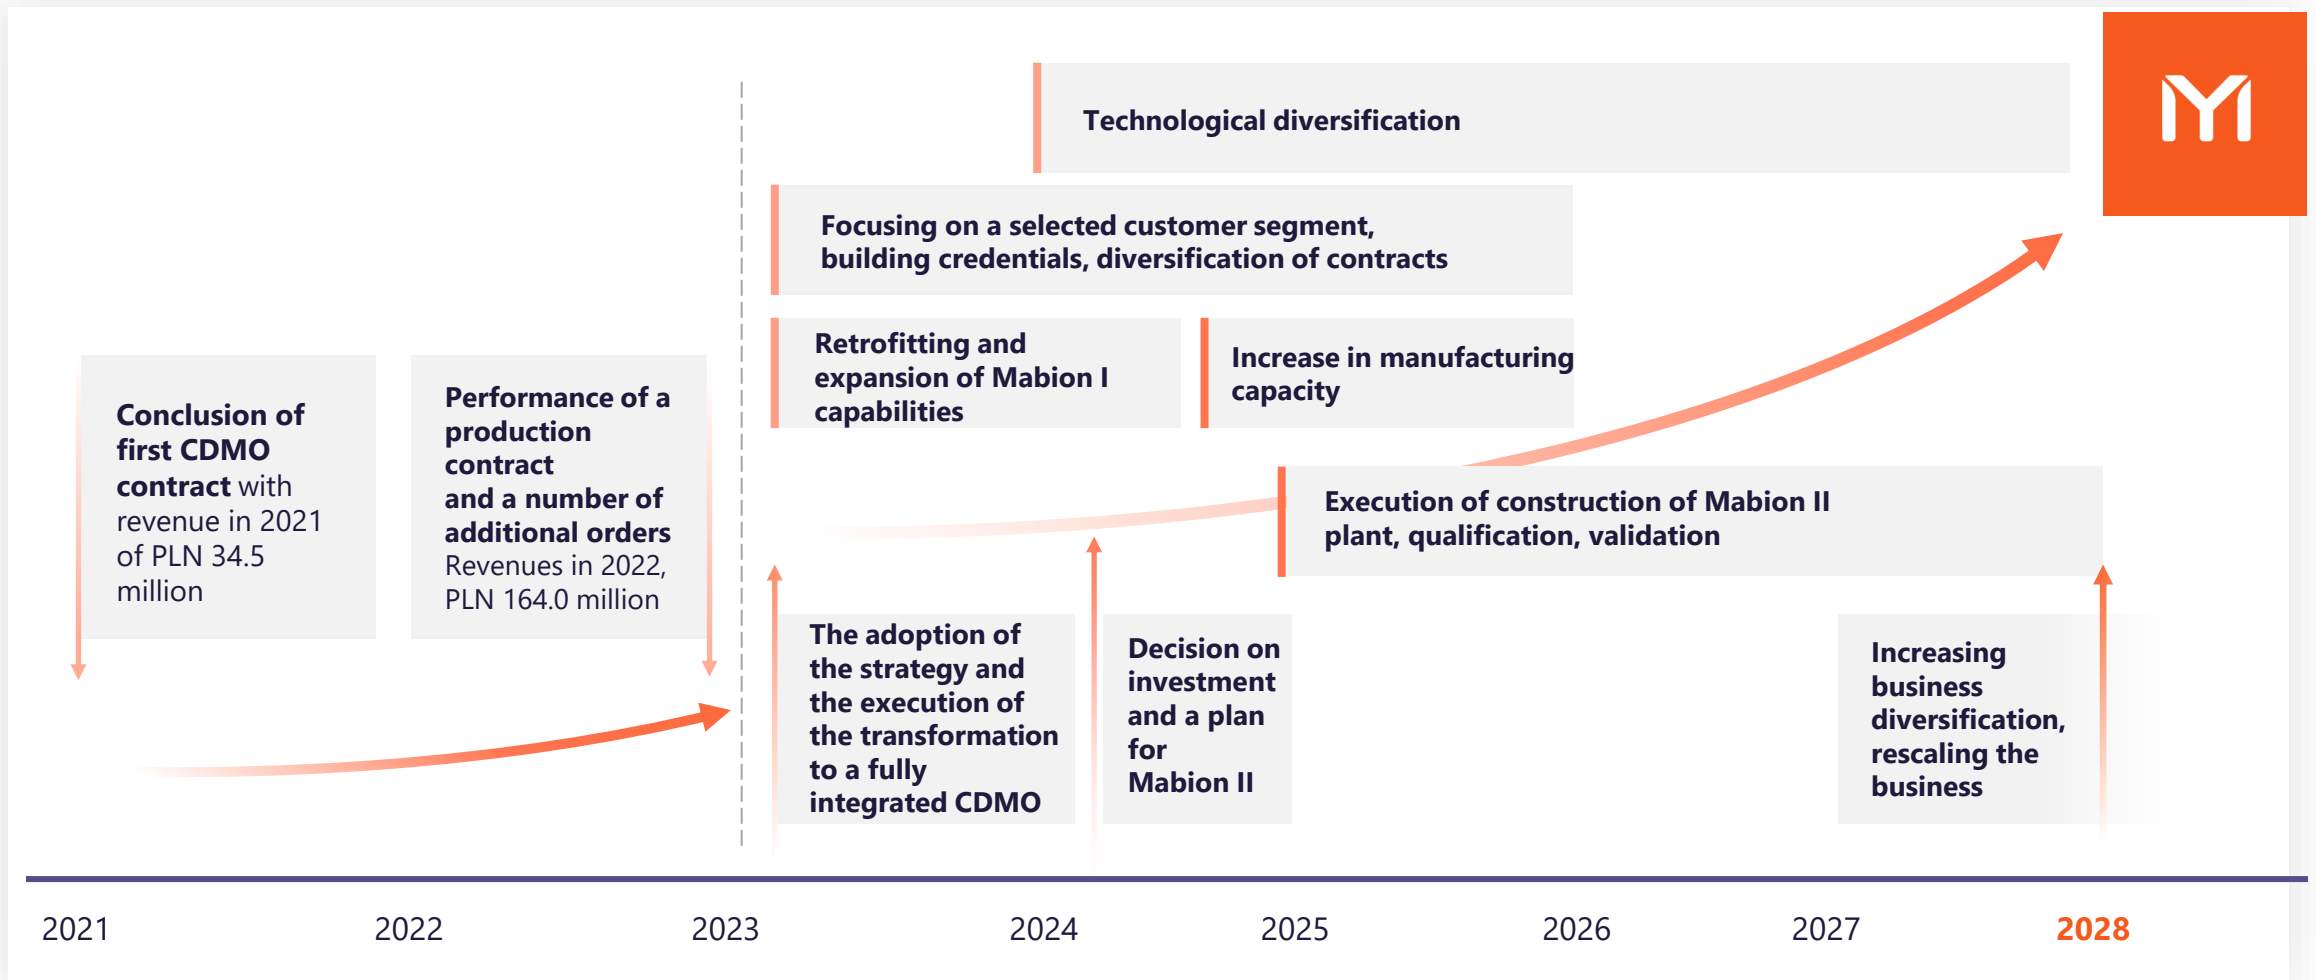 Technological diversification
Focusing on a selected customer segment,
building credentials, diversification of contracts
Retrofitting and
expansion of Mabion I
capabilities
Increase in manufacturing
capacity
Conclusion of
first CDMO
contract with
revenue in 2021
of PLN 34.5
million
Performance of a
production
contract
and a number of
additional orders
Revenues in 2022,
PLN 164.0 million
Execution of construction of Mabion II
plant, qualification, validation
The adoption of
the strategy and
the execution of
the transformation
to a fully
integrated CDMO
Decision on
investment
and a plan
for
Mabion II
Increasing
business
diversification,
rescaling the
business
2021
2022
2023
2024
2025
2026
2027
2028